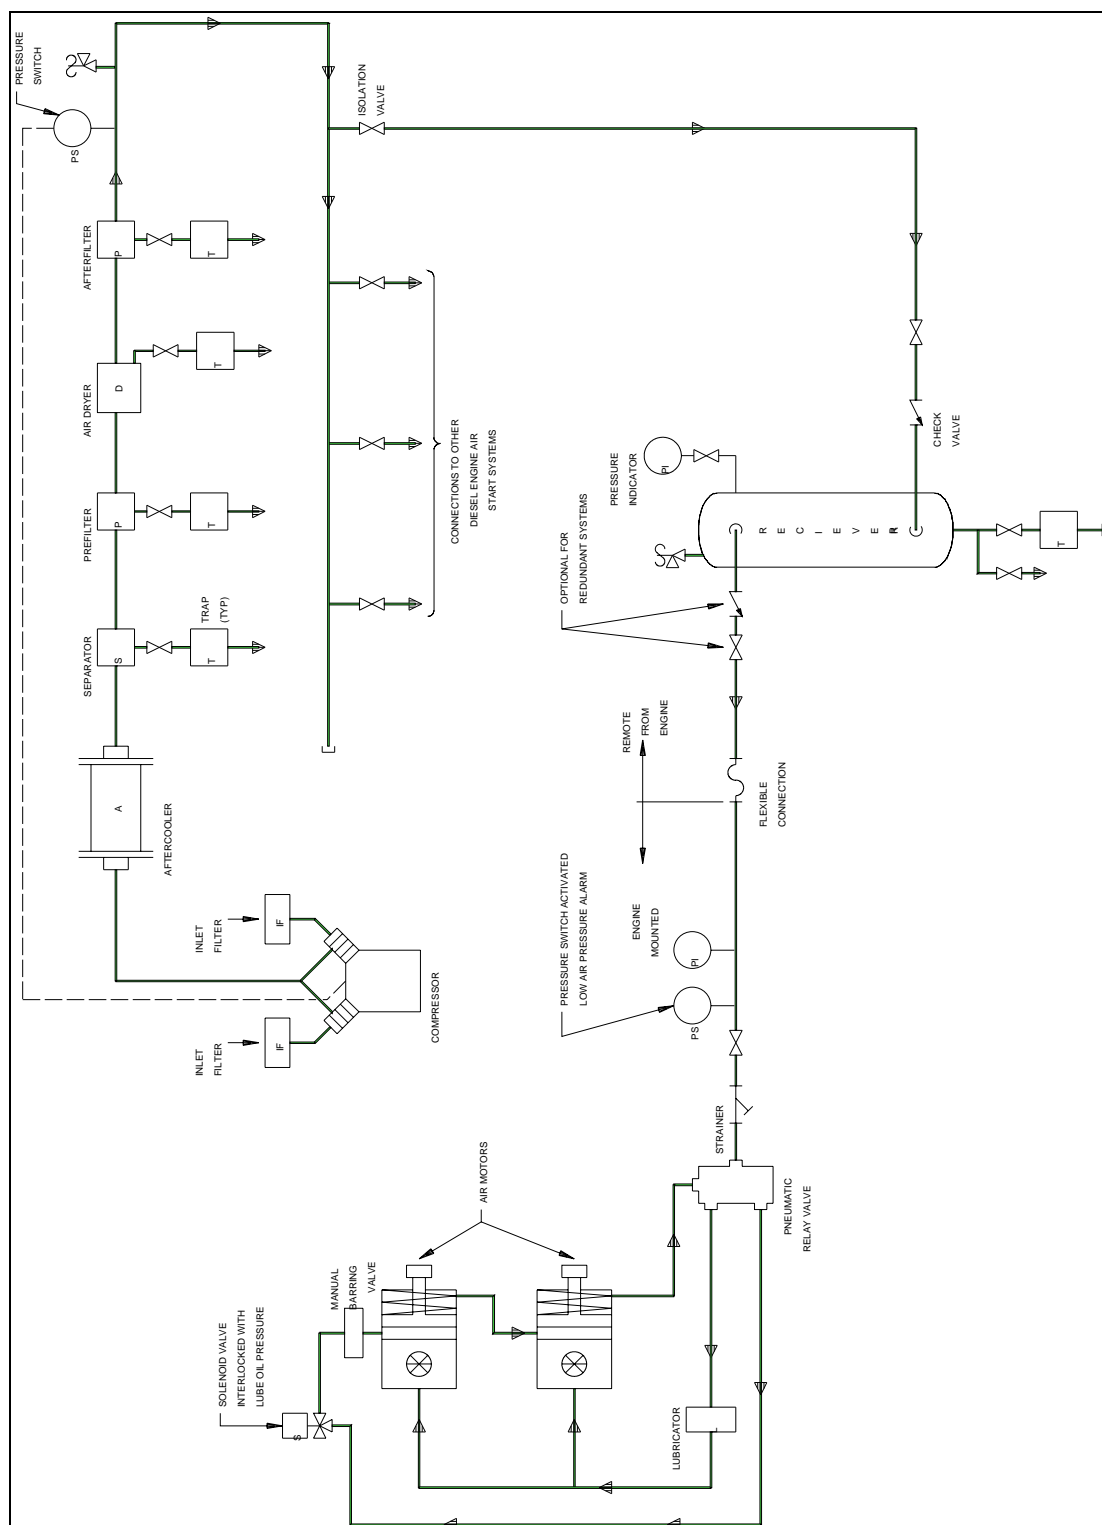 PRESSURE
SWITCH
PS
ISOLATION
VALVE
AFTERFILTER
P
T
AIR DRYER
D
T
PREFILTER
P
T
SEPARATOR
S
TRAP
(TYP)
T
AFTERCOOLER
A
INLET
FILTER
IF
INLET
FILTER
IF
COMPRESSOR
CONNECTIONS TO OTHER
DIESEL ENGINE AIR
START SYSTEMS
CHECK
VALVE
PRESSURE
INDICATOR
PI
RECIEVER
T
OPTIONAL FOR
REDUNDANT SYSTEMS
REMOTE
FROM
ENGINE
FLEXIBLE
CONNECTION
ENGINE
MOUNTED
PRESSURE SWITCH ACTIVATED
LOW AIR PRESSURE ALARM
PI
PS
STRAINER
PNEUMATIC
RELAY VALVE
AIR MOTORS
MANUAL
BARRING
VALVE
SOLENOID VALVE
INTERLOCKED WITH
LUBE OIL PRESSURE
S
LUBRICATOR
L